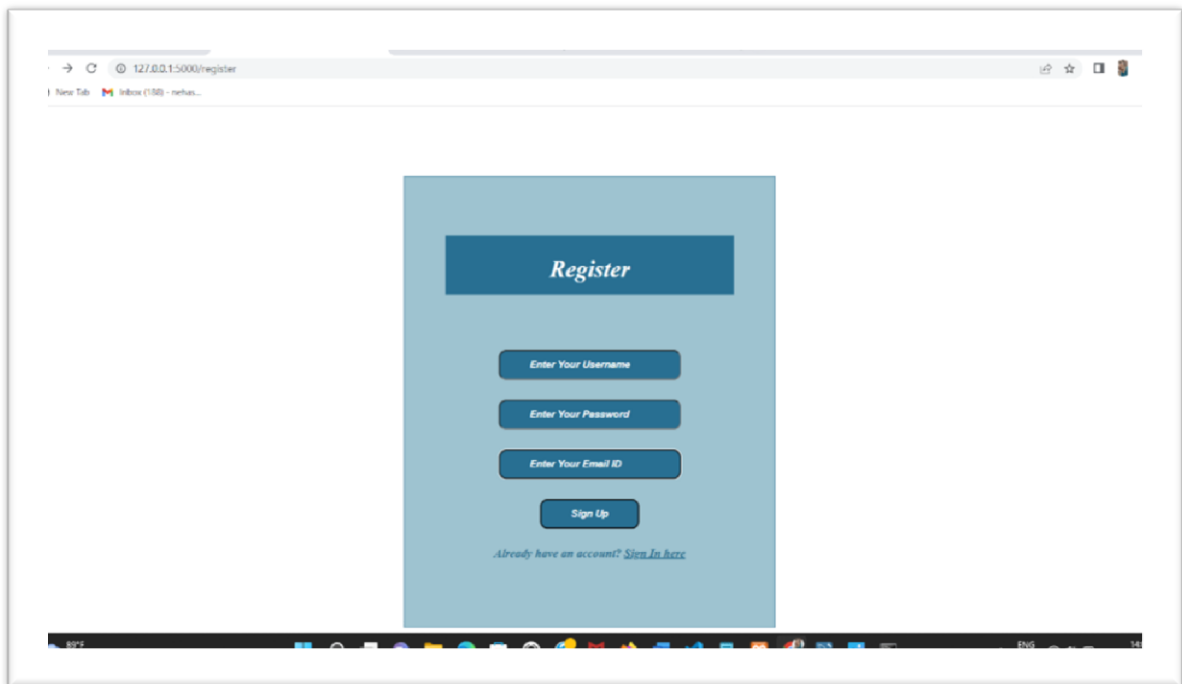 127.0.0.1:5000/register
New Tab Inbox (188) - nehas...
Register
Enter Your Username
Enter Your Password
Enter Your Email ID
Sign Up
Already have an account? Sign In here
89°F ENG